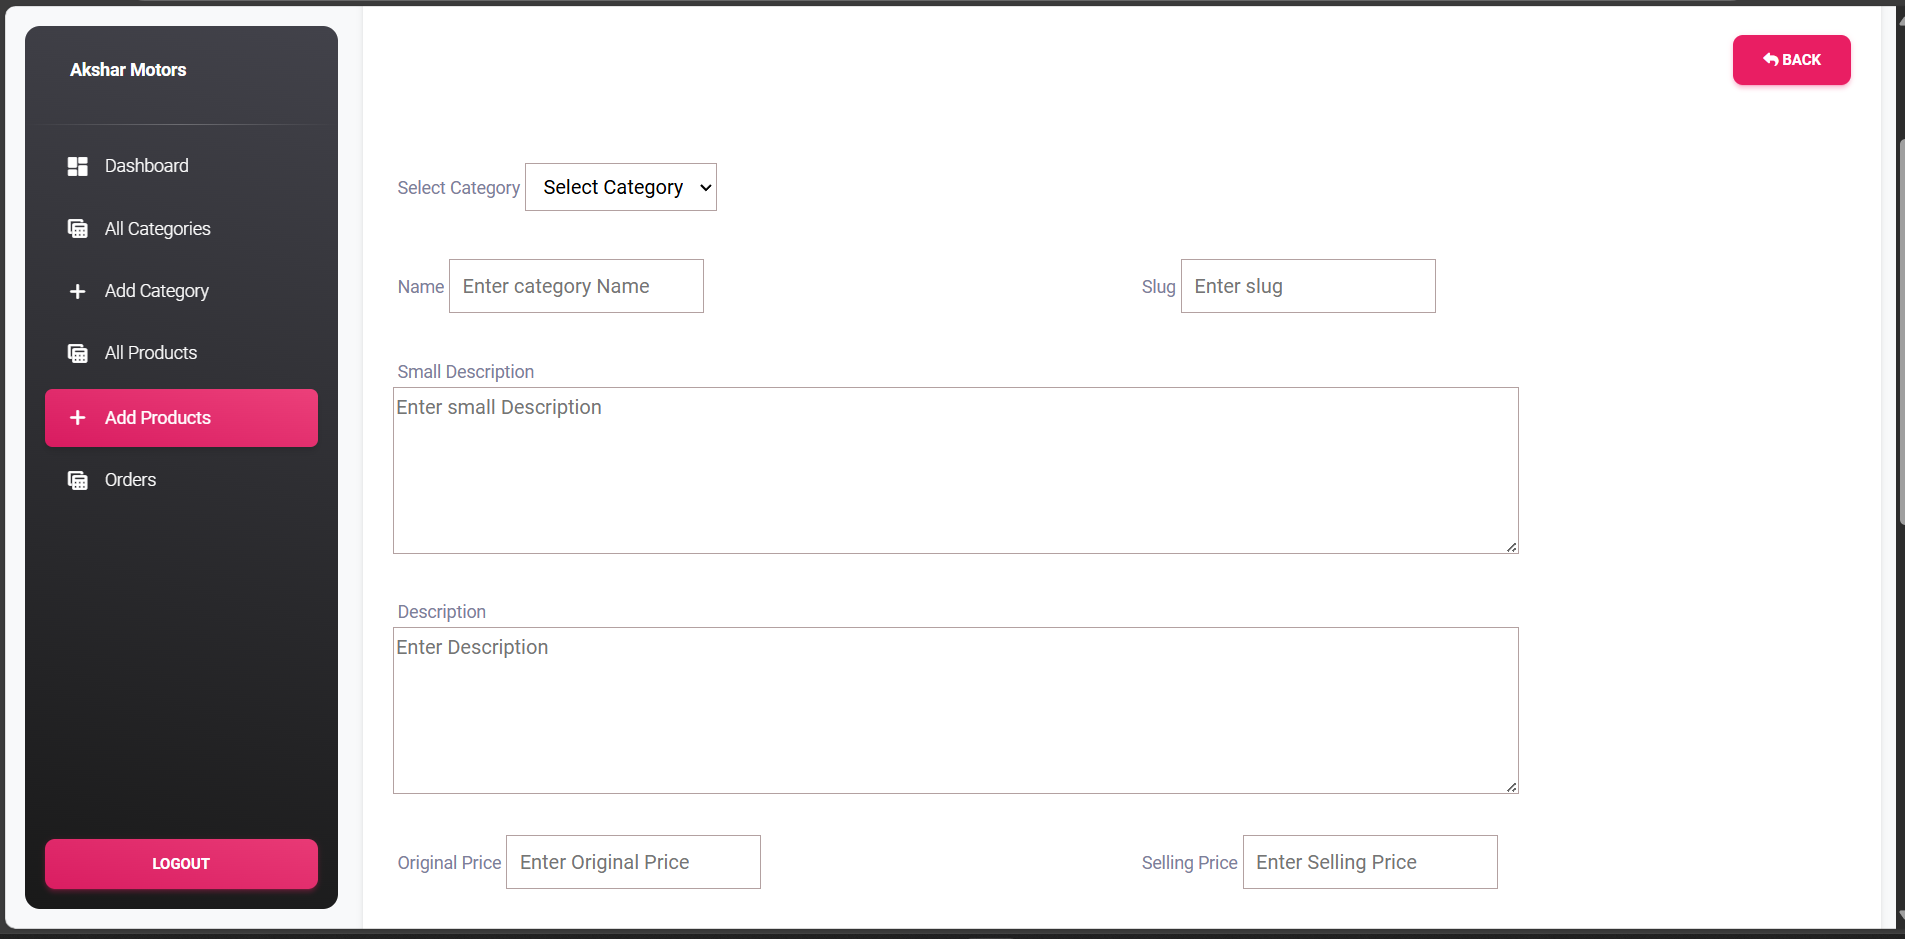 Akshar Motors
BACK
Dashboard
All Categories
Add Category
All Products
Add Products
Orders
LOGOUT
Select Category Select Category
Name Enter category Name Slug Enter slug
Small Description
Enter small Description
Description
Enter Description
Original Price Enter Original Price Selling Price Enter Selling Price